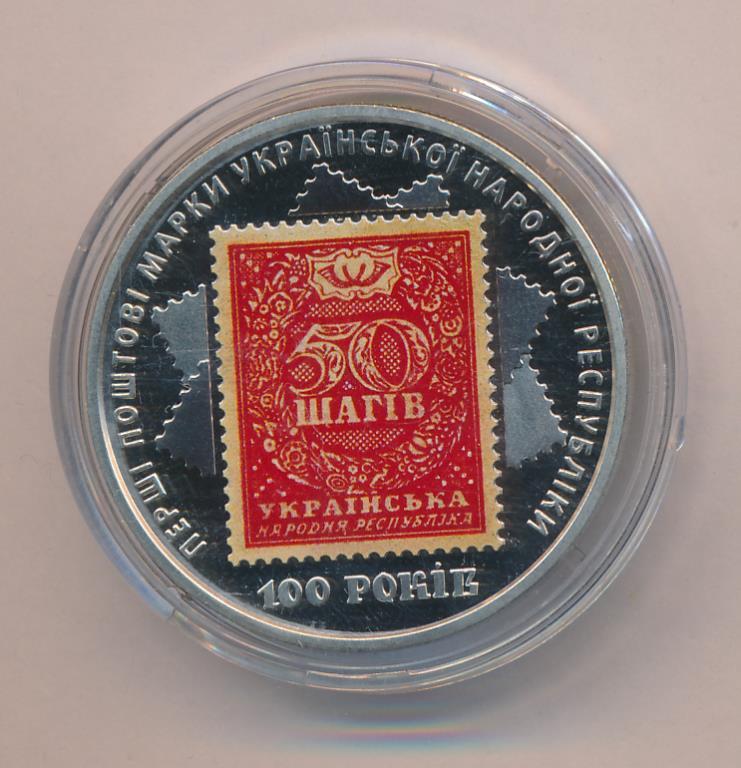 ПЕРШІ ПОШТОВІ МАРКИ УКРАЇНСЬКОЇ НАРОДНОЇ РЕСПУБЛІКИ
50
ШАГІВ
УКРАЇНСЬКА
НАРОДНЯ РЕСПУБЛІКА
100 РОКІВ